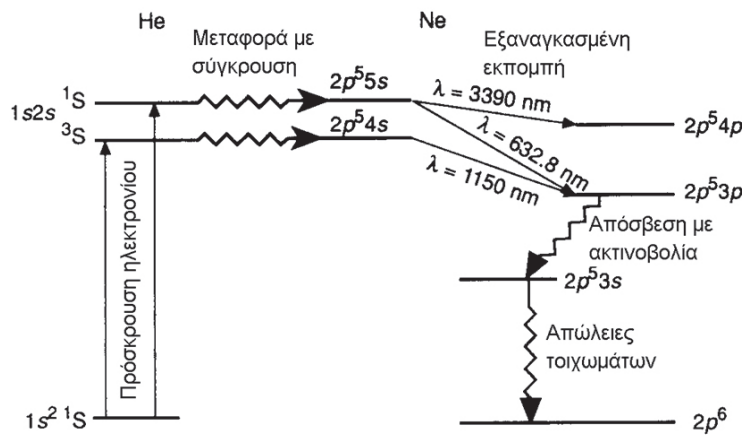 He
Ne
Μεταφορά με
σύγκρουση
Εξαναγκασμένη
εκπομπή
1s2s
¹S
³S
2p⁵5s
2p⁵4s
λ = 3390 nm
λ = 632.8 nm
λ = 1150 nm
2p⁵4p
2p⁵3p
Πρόσκρουση ηλεκτρονίου
Απόσβεση με
ακτινοβολία
2p⁵3s
Απώλειες
τοιχωμάτων
1s² ¹S
2p⁶